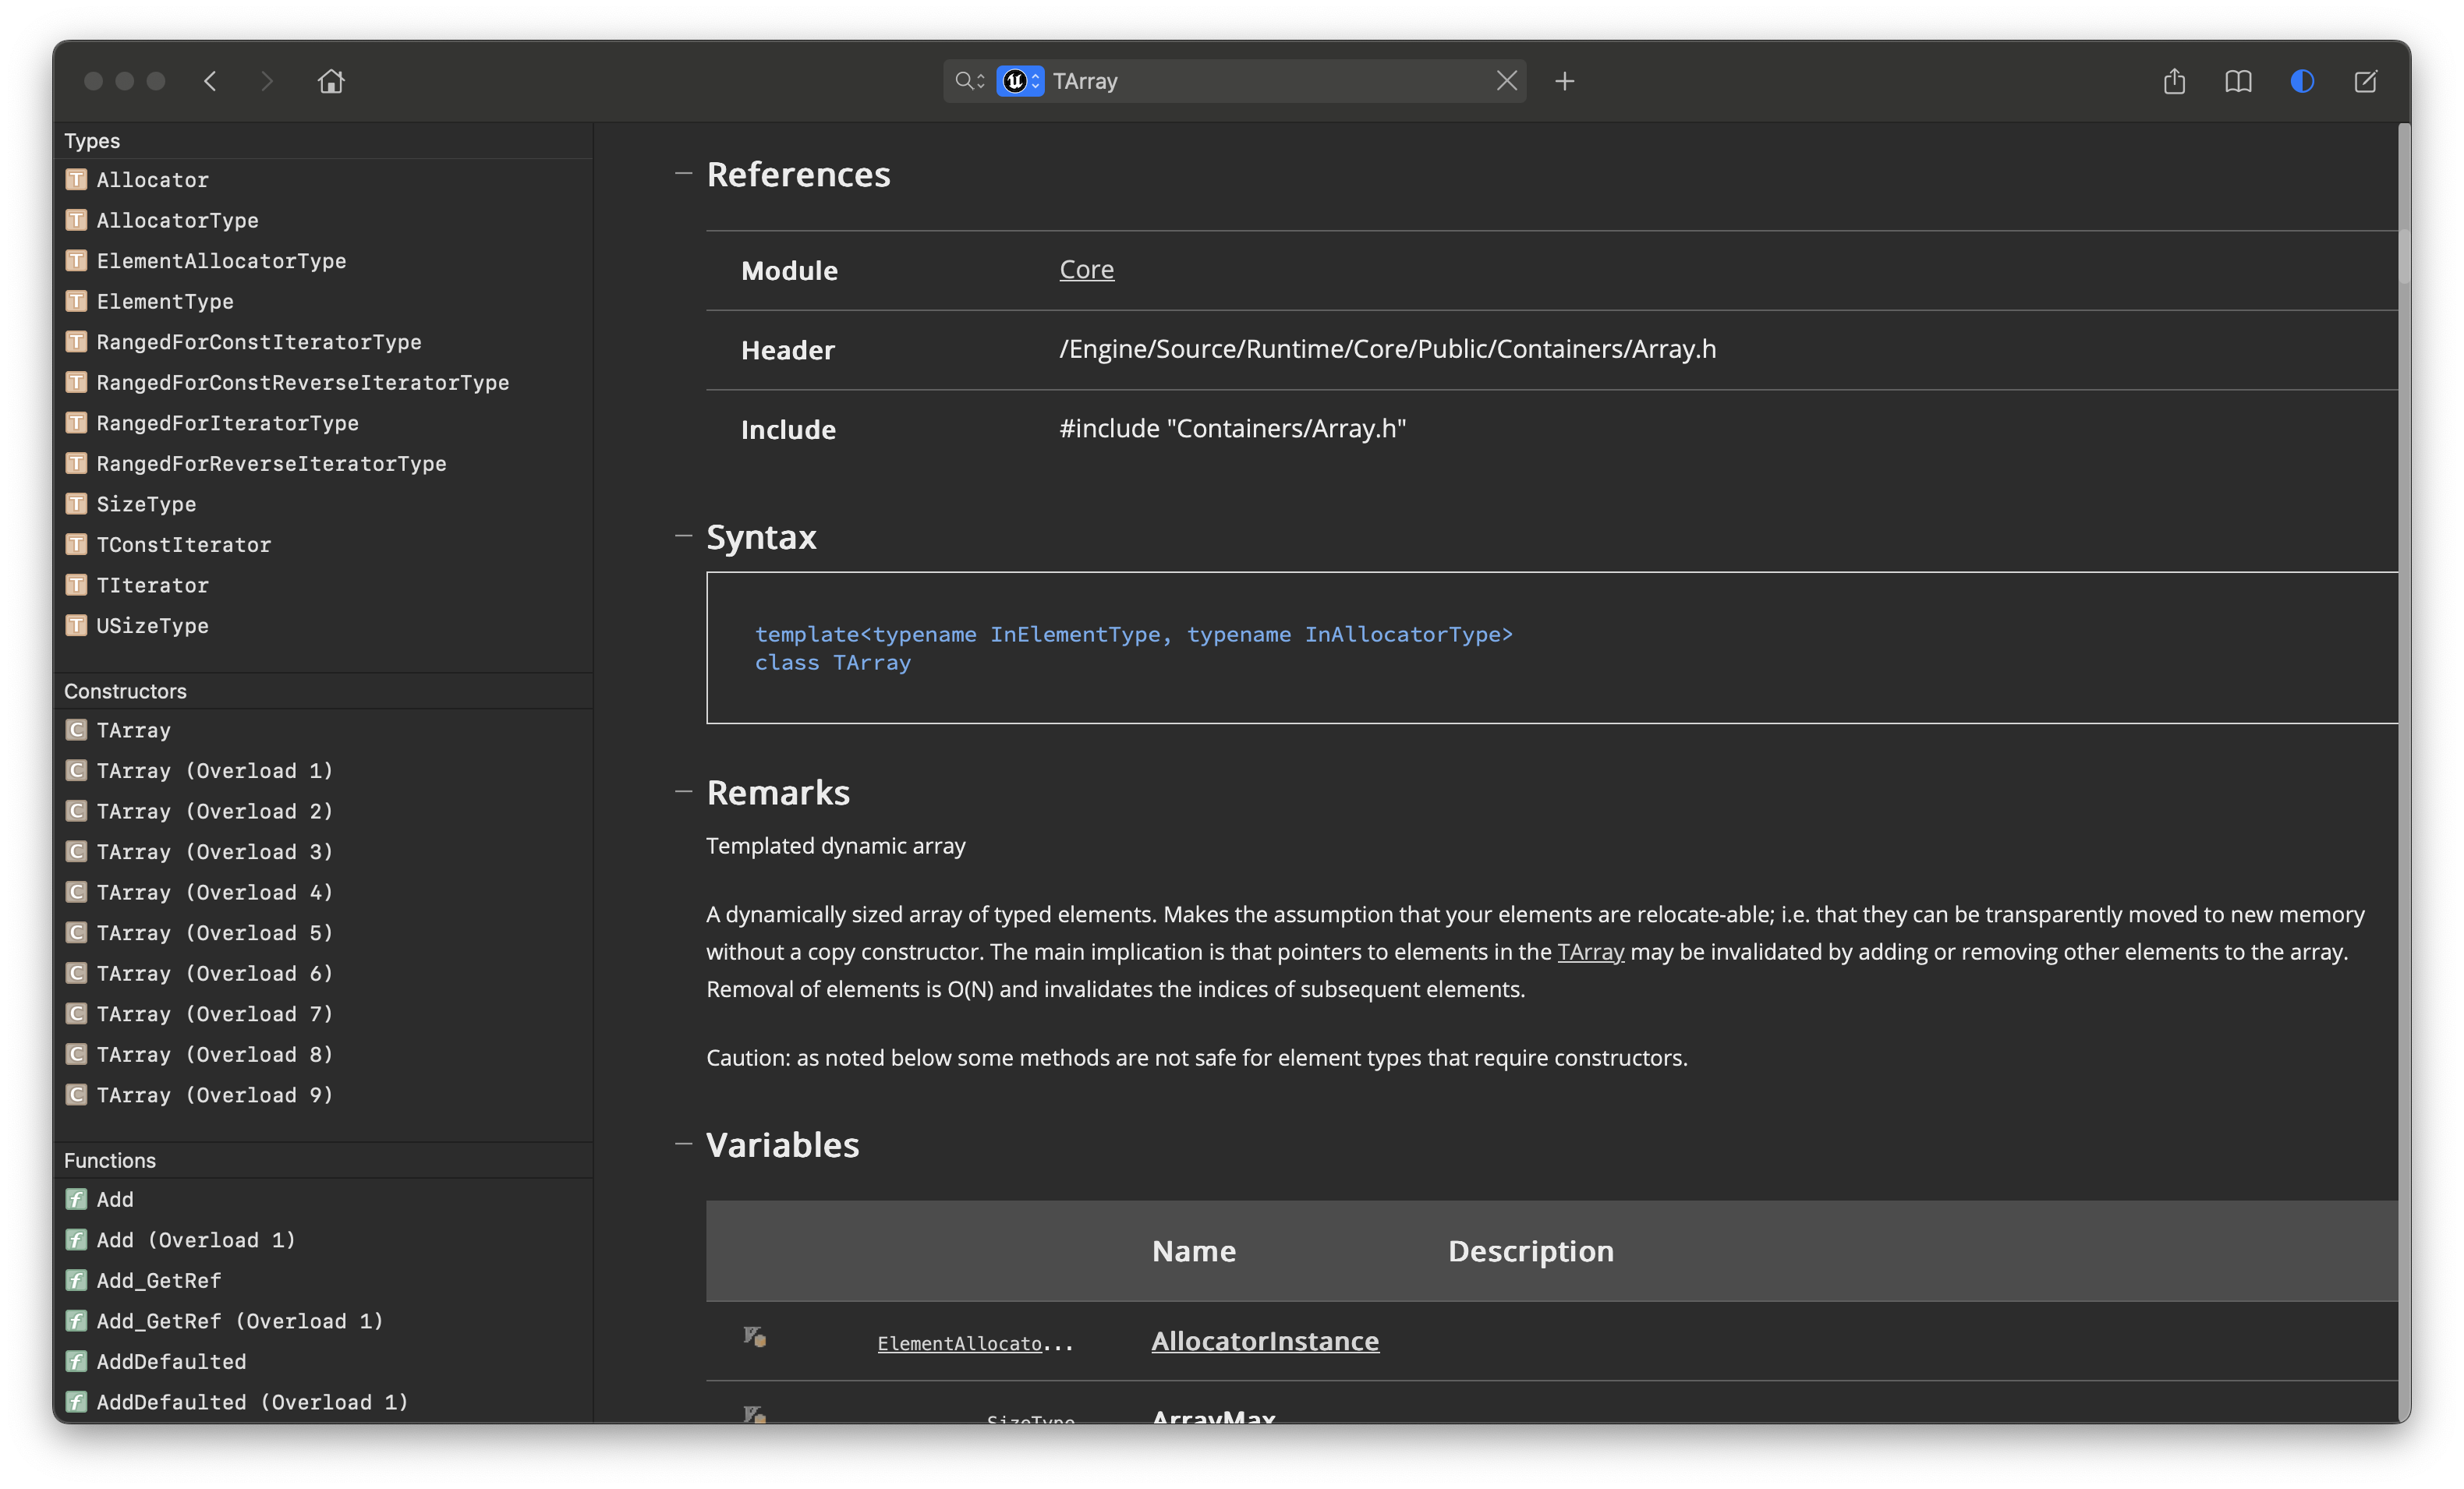 TArray
Types
T Allocator
T AllocatorType
T ElementAllocatorType
T ElementType
T RangedForConstIteratorType
T RangedForConstReverseIteratorType
T RangedForIteratorType
T RangedForReverseIteratorType
T SizeType
T TConstIterator
T TIterator
T USizeType
Constructors
C TArray
C TArray (Overload 1)
C TArray (Overload 2)
C TArray (Overload 3)
C TArray (Overload 4)
C TArray (Overload 5)
C TArray (Overload 6)
C TArray (Overload 7)
C TArray (Overload 8)
C TArray (Overload 9)
Functions
f Add
f Add (Overload 1)
f Add_GetRef
f Add_GetRef (Overload 1)
f AddDefaulted
f AddDefaulted (Overload 1)
References
Module Core
Header /Engine/Source/Runtime/Core/Public/Containers/Array.h
Include #include "Containers/Array.h"
Syntax
template<typename InElementType, typename InAllocatorType>
class TArray
Remarks
Templated dynamic array
A dynamically sized array of typed elements. Makes the assumption that your elements are relocate-able; i.e. that they can be transparently moved to new memory
without a copy constructor. The main implication is that pointers to elements in the TArray may be invalidated by adding or removing other elements to the array.
Removal of elements is O(N) and invalidates the indices of subsequent elements.
Caution: as noted below some methods are not safe for element types that require constructors.
Variables
Name Description
ElementAllocato... AllocatorInstance
SizeType ArrayMax